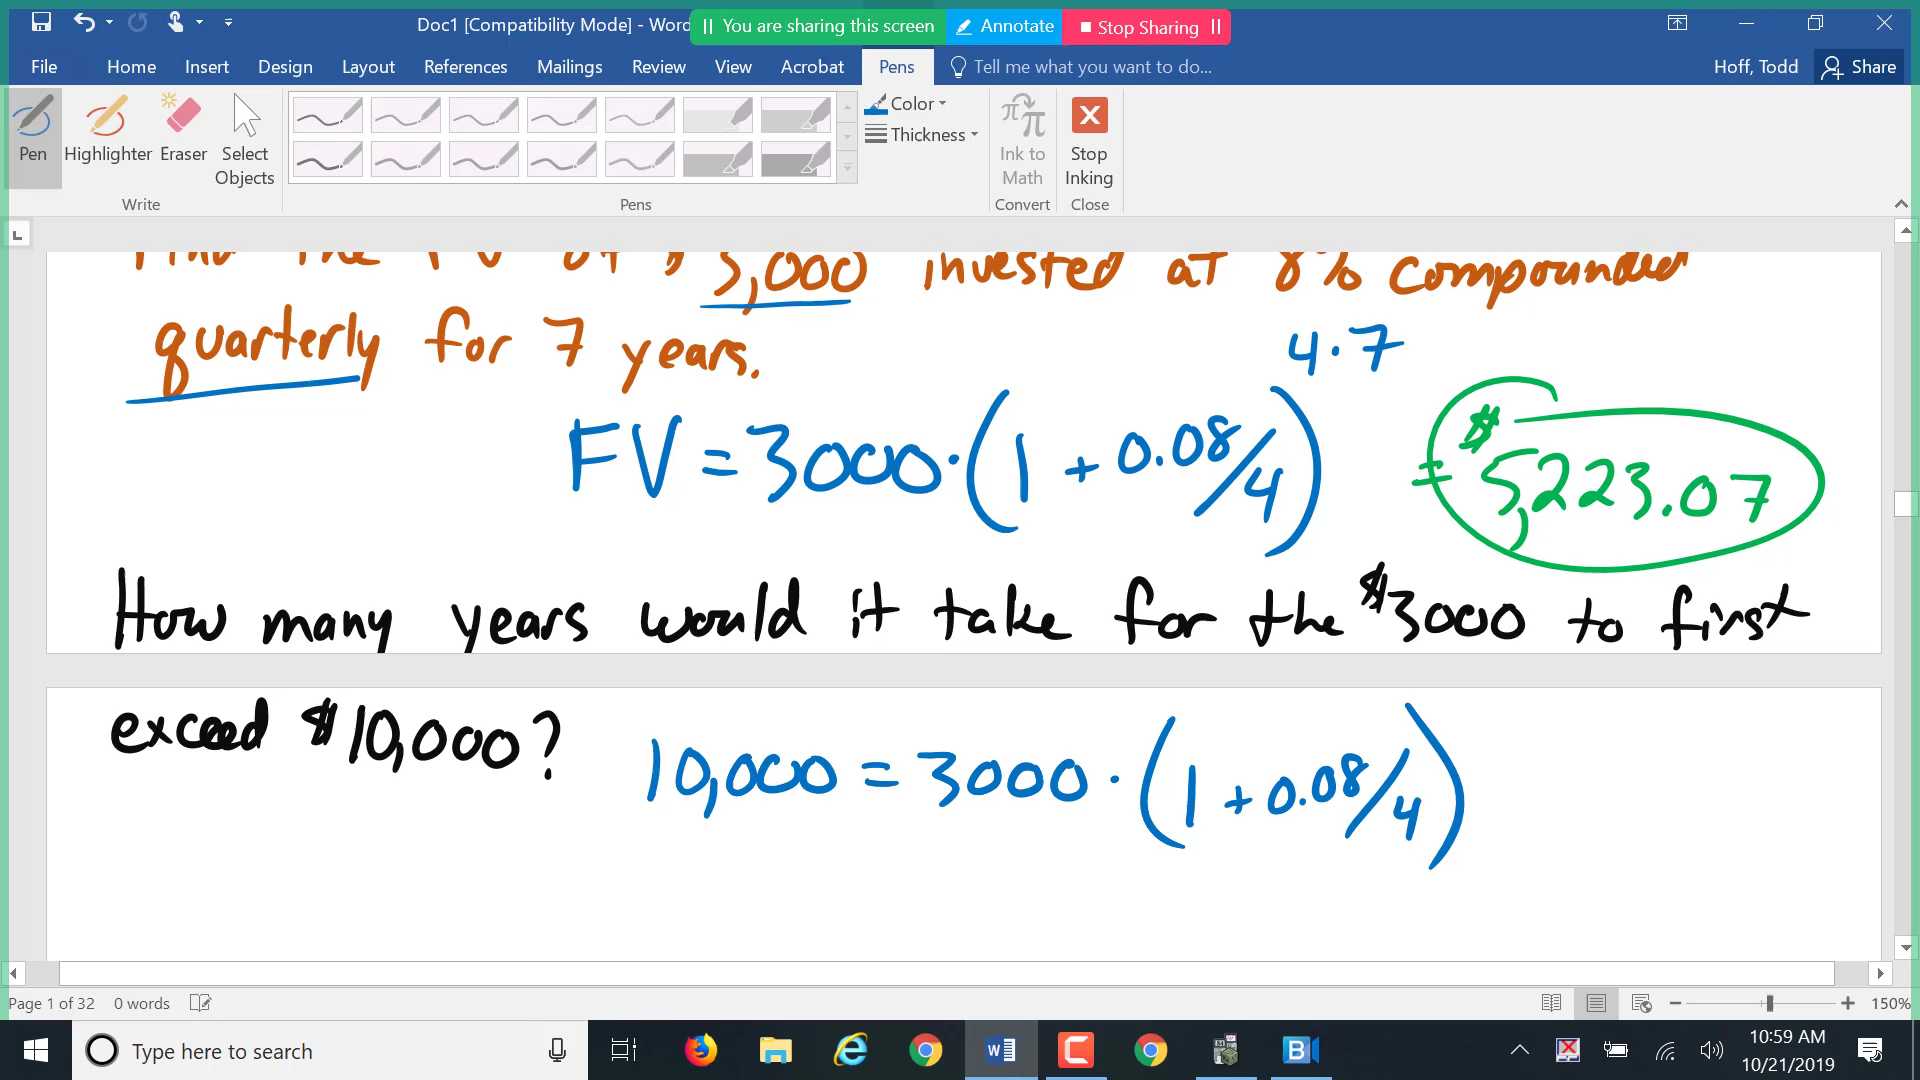 Doc1 [Compatibility Mode] - Word
You are sharing this screen
Annotate
Stop Sharing
File Home Insert Design Layout References Mailings Review View Acrobat Pens Tell me what you want to do... Hoff, Todd Share
Pen Highlighter Eraser Select Objects
Color
Thickness
Ink to Math
Stop Inking
Write Pens Convert Close
Find the FV of $3,000 invested at 8% compounded
quarterly for 7 years.
4·7
FV = 3000·(1 + 0.08/4)
= $5,223.07
How many years would it take for the $3000 to first
exceed $10,000?
10,000 = 3000·(1 + 0.08/4)
Page 1 of 32 0 words 150%
Type here to search
10:59 AM
10/21/2019